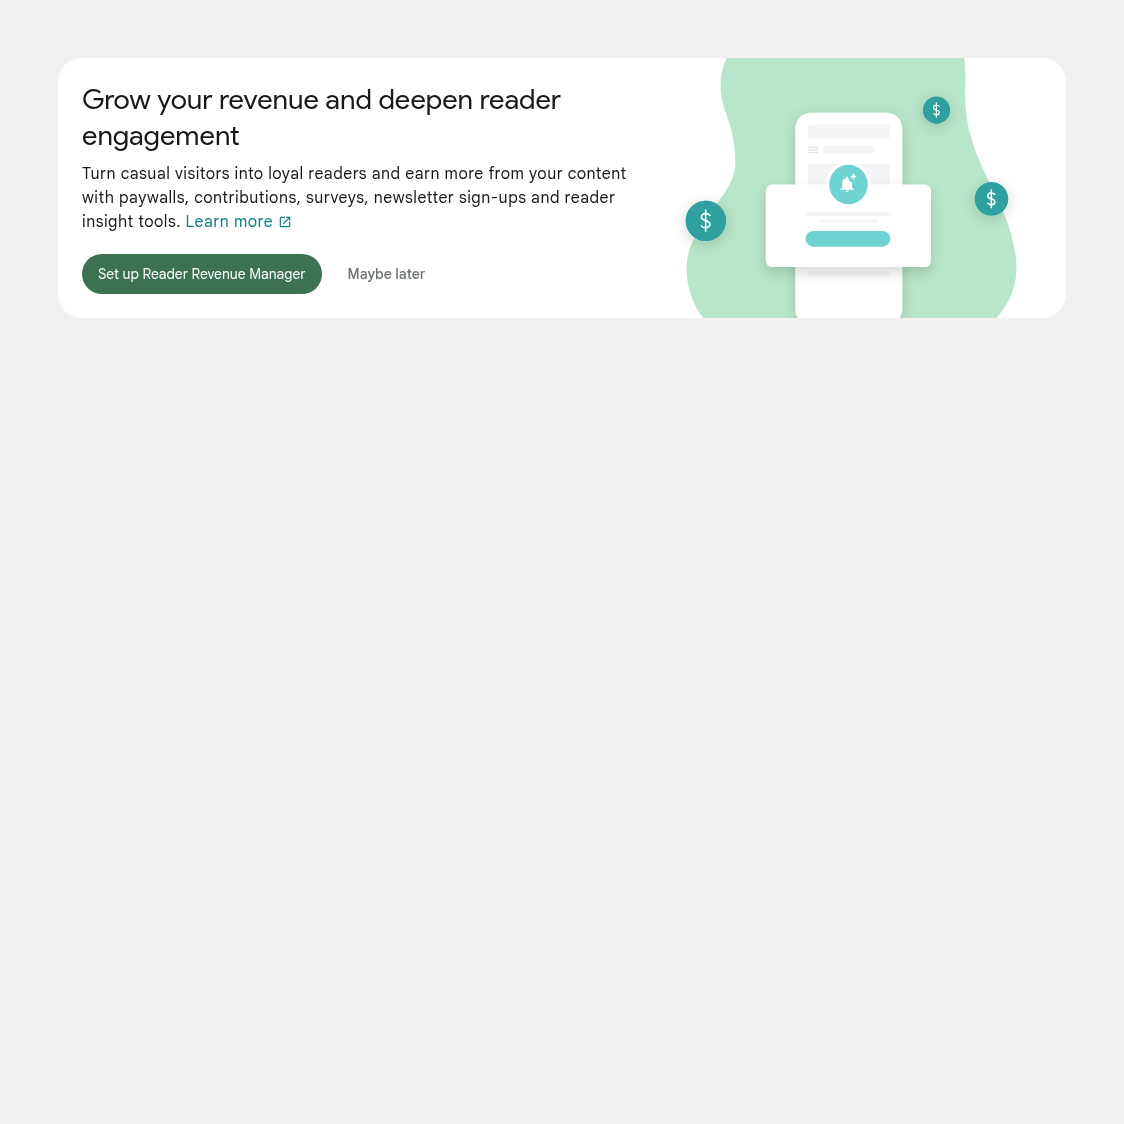 Grow your revenue and deepen reader
engagement
Turn casual visitors into loyal readers and earn more from your content
with paywalls, contributions, surveys, newsletter sign-ups and reader
insight tools. Learn more
Set up Reader Revenue Manager
Maybe later
$
$
$